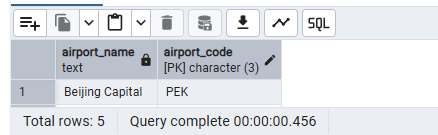 SQL
airport_name airport_code
text [PK] character (3)
1 Beijing Capital PEK
Total rows: 5 Query complete 00:00:00.456